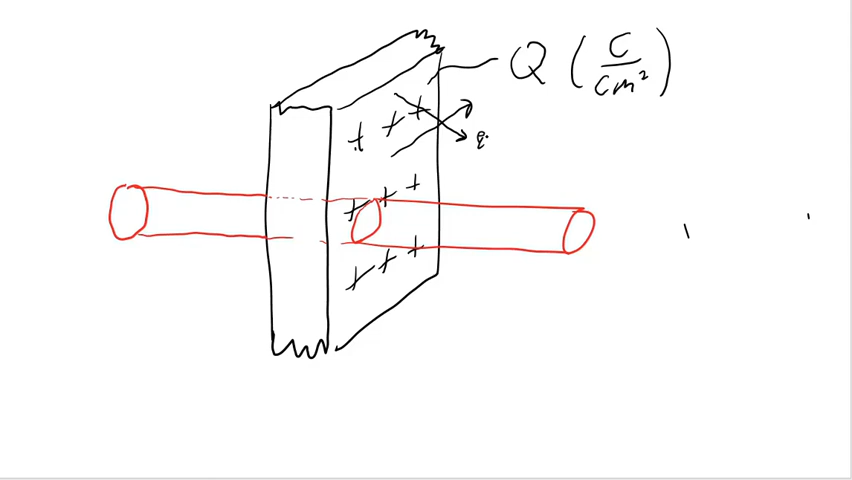 Q ( C / cm² )
+ + +
+ + +
+ + +